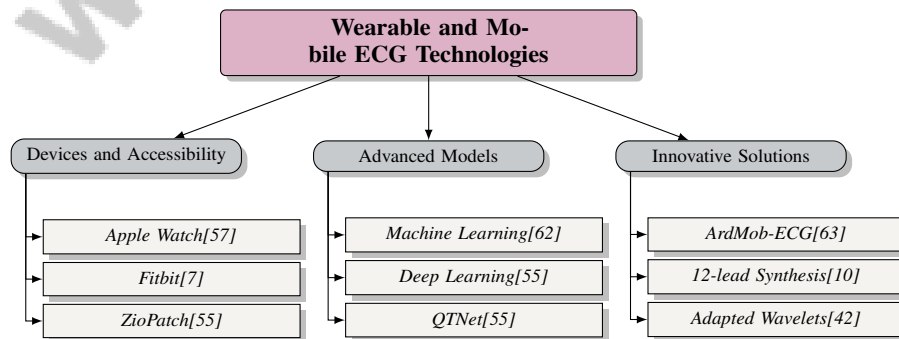 Wearable and Mo-
bile ECG Technologies
Devices and Accessibility
Advanced Models
Innovative Solutions
Apple Watch[57]
Machine Learning[62]
ArdMob-ECG[63]
Fitbit[7]
Deep Learning[55]
12-lead Synthesis[10]
ZioPatch[55]
QTNet[55]
Adapted Wavelets[42]